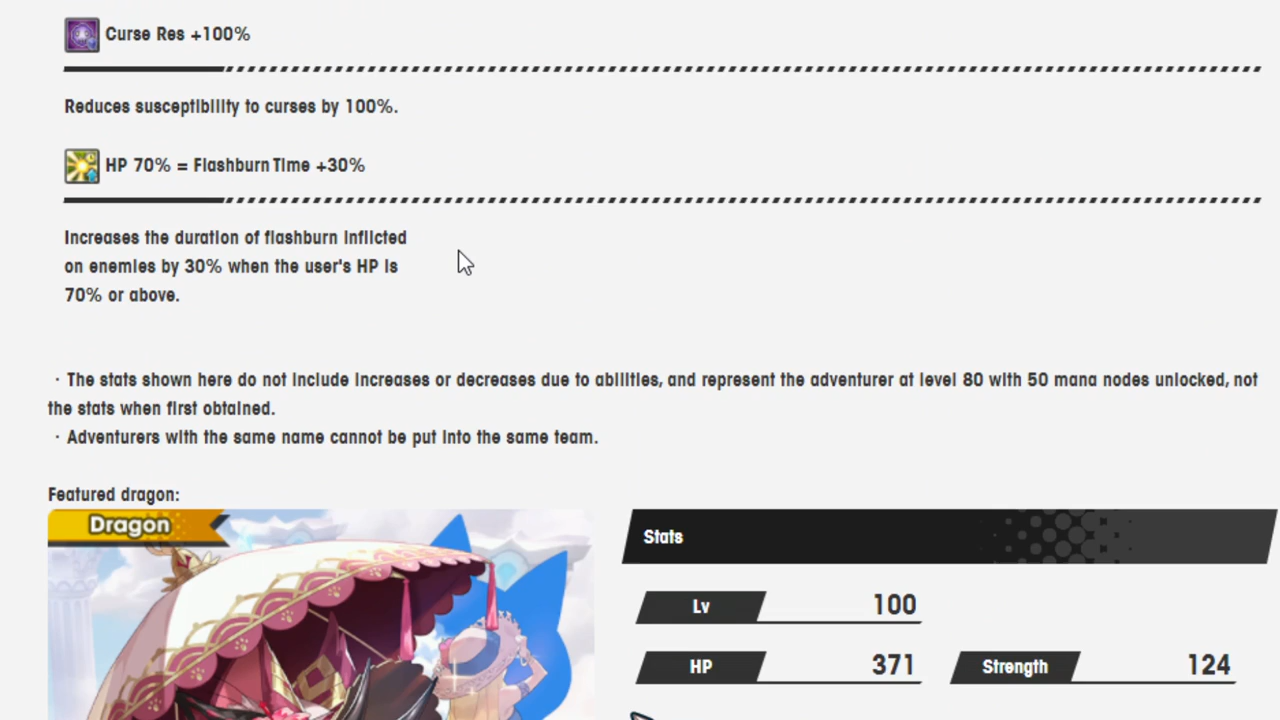 Curse Res +100%
Reduces susceptibility to curses by 100%.
HP 70% = Flashburn Time +30%
Increases the duration of flashburn inflicted
on enemies by 30% when the user's HP is
70% or above.
· The stats shown here do not include increases or decreases due to abilities, and represent the adventurer at level 80 with 50 mana nodes unlocked, not
the stats when first obtained.
· Adventurers with the same name cannot be put into the same team.
Featured dragon:
Dragon
Stats
Lv 100
HP 371 Strength 124